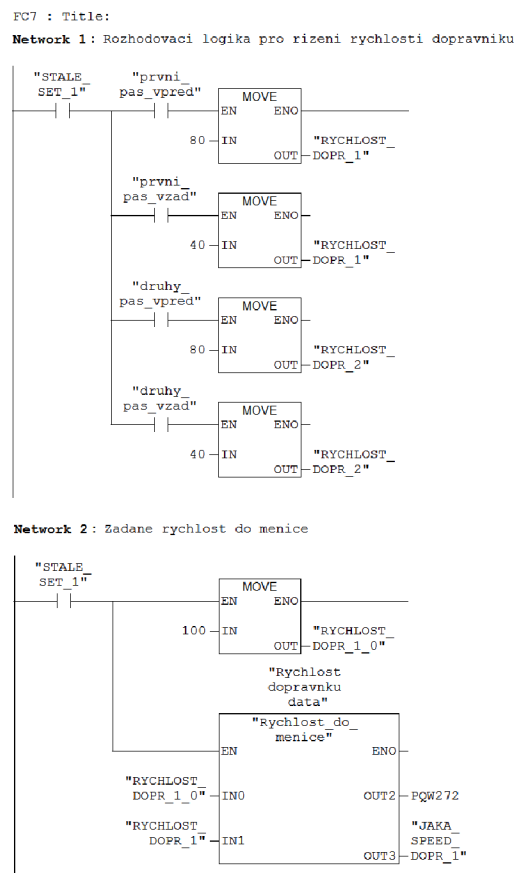 FC7 : Title:
Network 1: Rozhodovaci logika pro rizeni rychlosti dopravniku
"STALE_
SET_1"
"prvni_
pas_vpred"
MOVE
EN ENO
80 IN
OUT
"RYCHLOST_
DOPR_1"
"prvni_
pas_vzad"
MOVE
EN ENO
40 IN
OUT
"RYCHLOST_
DOPR_1"
"druhy_
pas_vpred"
MOVE
EN ENO
80 IN
OUT
"RYCHLOST_
DOPR_2"
"druhy_
pas_vzad"
MOVE
EN ENO
40 IN
OUT
"RYCHLOST_
DOPR_2"
Network 2: Zadane rychlost do menice
"STALE_
SET_1"
MOVE
EN ENO
100 IN
OUT
"RYCHLOST_
DOPR_1_0"
"Rychlost
dopravnku
data"
"Rychlost_do_
menice"
EN ENO
"RYCHLOST_
DOPR_1_0" IN0
OUT2 PQW272
"RYCHLOST_
DOPR_1" IN1
"JAKA_
SPEED_
OUT3 DOPR_1"